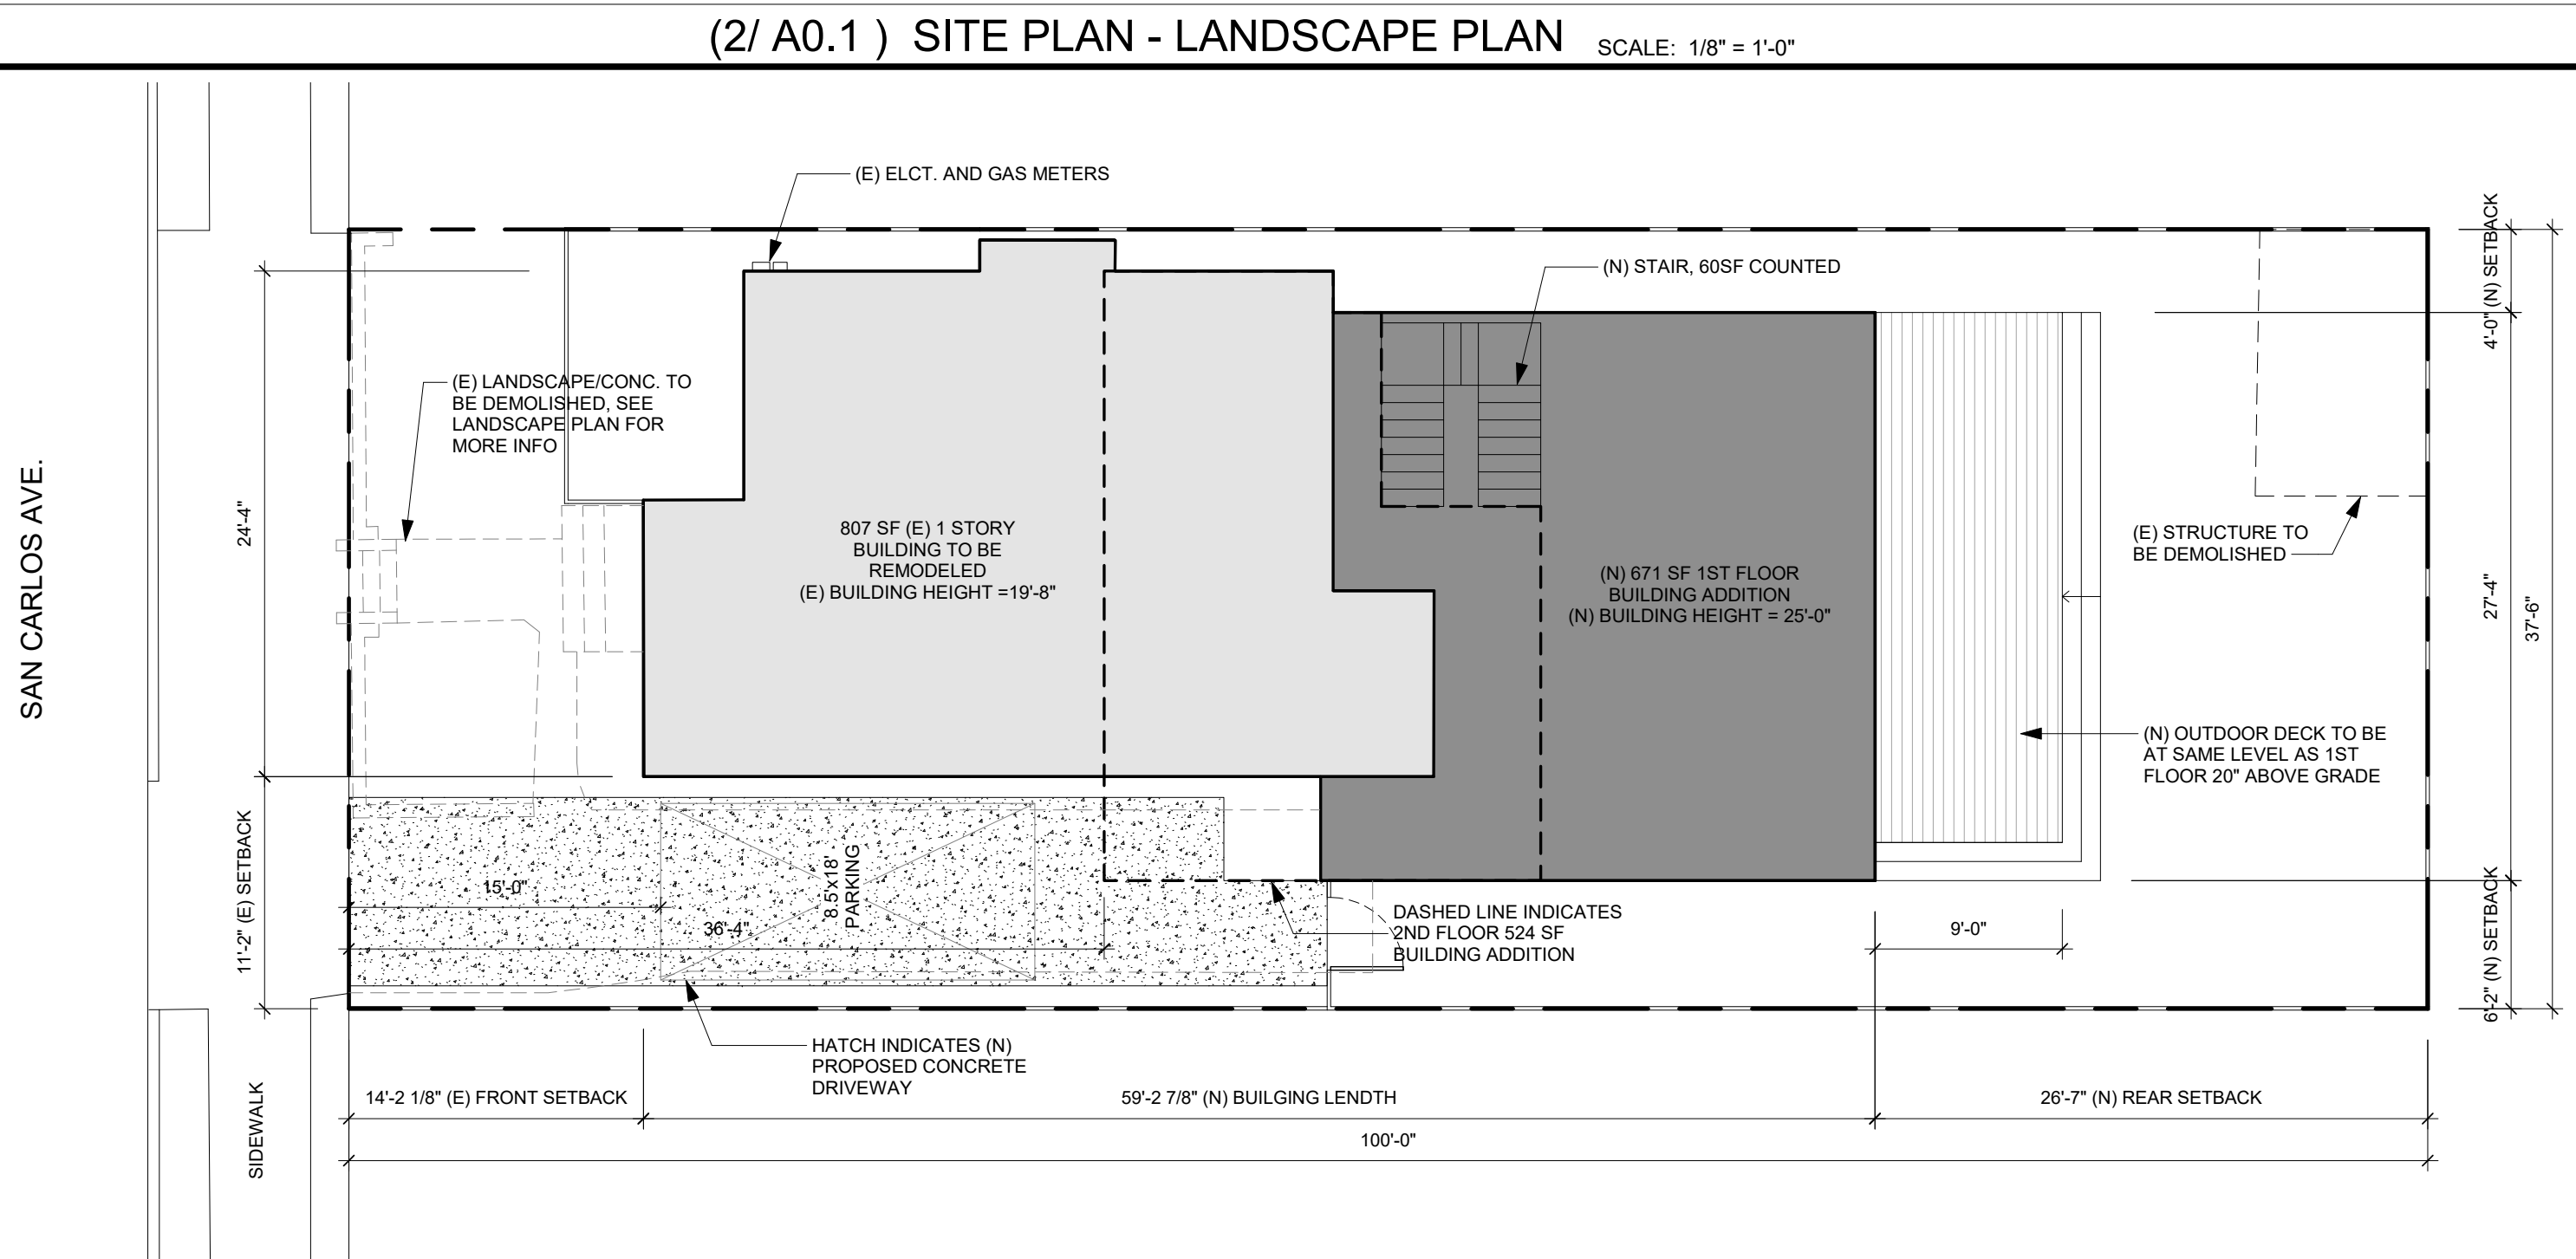 (2/ A0.1 ) SITE PLAN - LANDSCAPE PLAN SCALE: 1/8" = 1'-0"
(E) ELCT. AND GAS METERS
(N) STAIR, 60SF COUNTED
4'-0" (N) SETBACK
(E) LANDSCAPE/CONC. TO
BE DEMOLISHED, SEE
LANDSCAPE PLAN FOR
MORE INFO
SAN CARLOS AVE.
24'-4"
807 SF (E) 1 STORY
BUILDING TO BE
REMODELED
(E) BUILDING HEIGHT =19'-8"
(N) 671 SF 1ST FLOOR
BUILDING ADDITION
(N) BUILDING HEIGHT = 25'-0"
(E) STRUCTURE TO
BE DEMOLISHED
27'-4"
37'-6"
(N) OUTDOOR DECK TO BE
AT SAME LEVEL AS 1ST
FLOOR 20" ABOVE GRADE
11'-2" (E) SETBACK
15'-0"
36'-4"
8.5'x18'
PARKING
DASHED LINE INDICATES
2ND FLOOR 524 SF
BUILDING ADDITION
9'-0"
6'-2" (N) SETBACK
HATCH INDICATES (N)
PROPOSED CONCRETE
DRIVEWAY
SIDEWALK
14'-2 1/8" (E) FRONT SETBACK
59'-2 7/8" (N) BUILGING LENDTH
26'-7" (N) REAR SETBACK
100'-0"